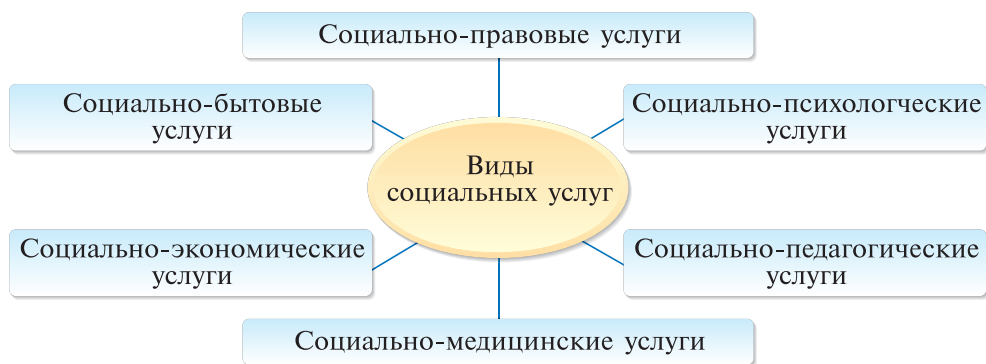 Социально-правовые услуги
Социально-бытовые
услуги
Социально-психологческие
услуги
Виды
социальных услуг
Социально-экономические
услуги
Социально-педагогические
услуги
Социально-медицинские услуги